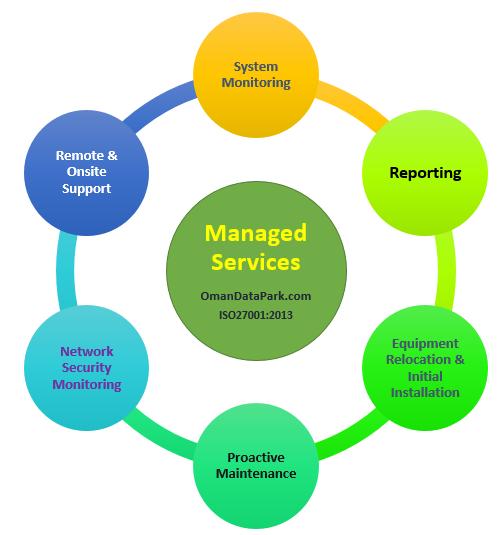 System
Monitoring
Reporting
Equipment
Relocation &
Initial
Installation
Proactive
Maintenance
Network
Security
Monitoring
Remote &
Onsite
Support
Managed
Services
OmanDataPark.com
ISO27001:2013